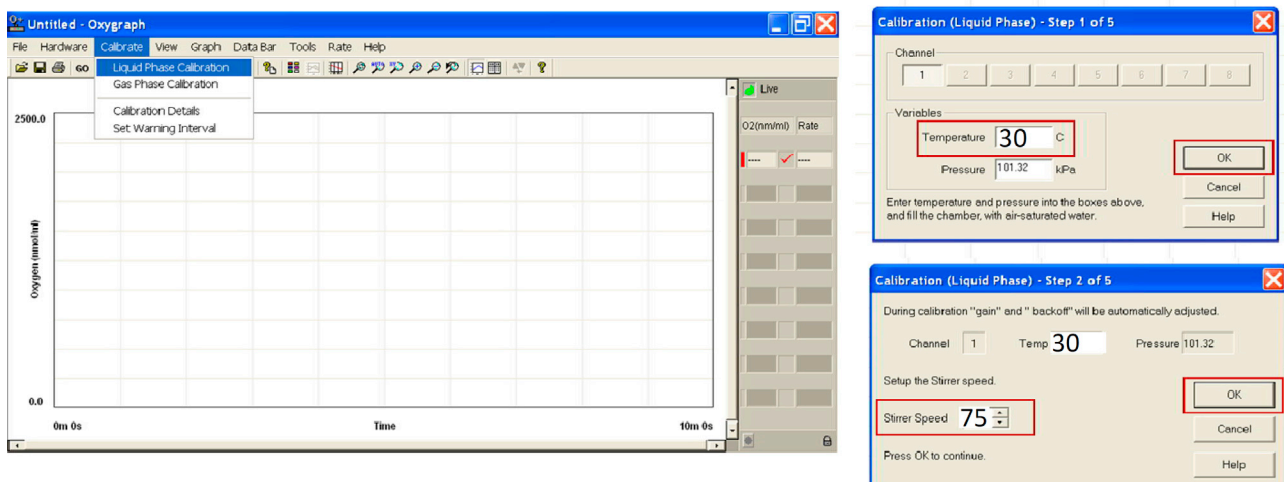 Untitled - Oxygraph
File Hardware Calibrate View Graph Data Bar Tools Rate Help
GO
Liquid Phase Calibration
Gas Phase Calibration
Calibration Details
Set Warning Interval
Live
O2(nm/ml) Rate
---- ----
2500.0
Oxygen (nmol/ml)
0.0
0m 0s Time 10m 0s
Calibration (Liquid Phase) - Step 1 of 5
Channel
1 2 3 4 5 6 7 8
Variables
Temperature 30 C
Pressure 101.32 kPa
Enter temperature and pressure into the boxes above,
and fill the chamber, with air-saturated water.
OK
Cancel
Help
Calibration (Liquid Phase) - Step 2 of 5
During calibration "gain" and " backoff" will be automatically adjusted.
Channel 1 Temp 30 Pressure 101.32
Setup the Stirrer speed.
Stirrer Speed 75
Press OK to continue.
OK
Cancel
Help